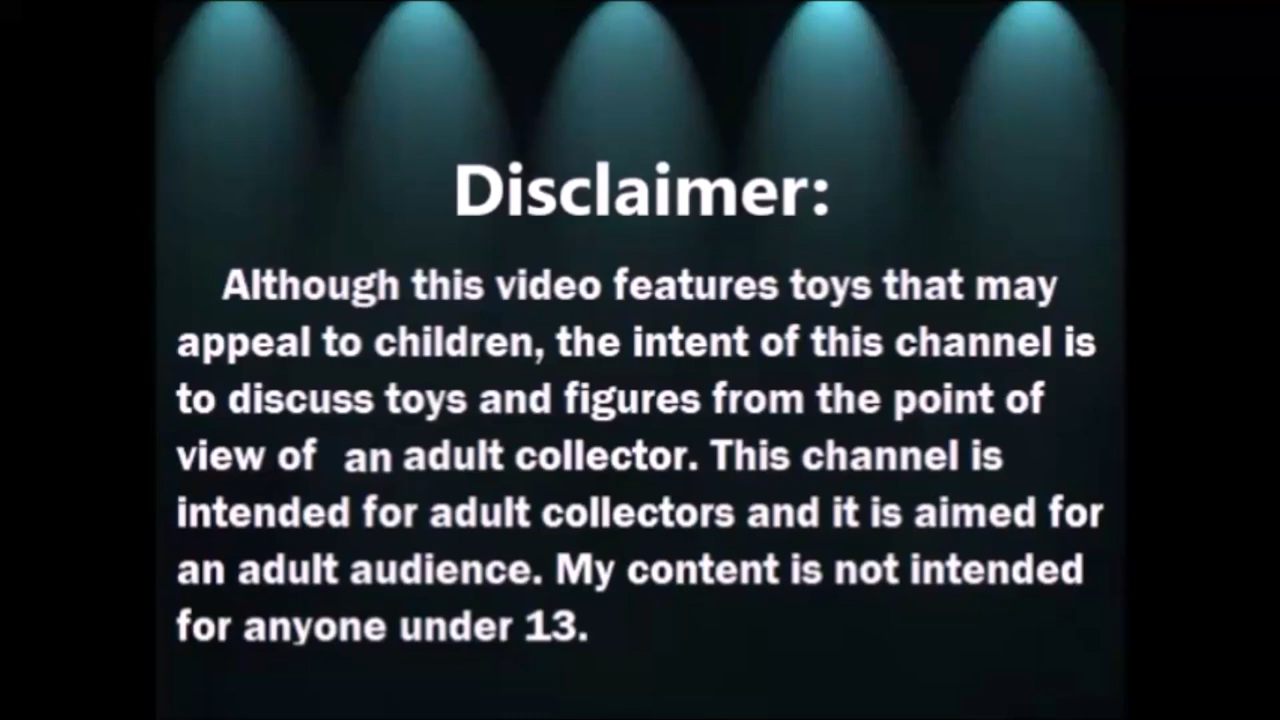 Disclaimer:
Although this video features toys that may
appeal to children, the intent of this channel is
to discuss toys and figures from the point of
view of an adult collector. This channel is
intended for adult collectors and it is aimed for
an adult audience. My content is not intended
for anyone under 13.